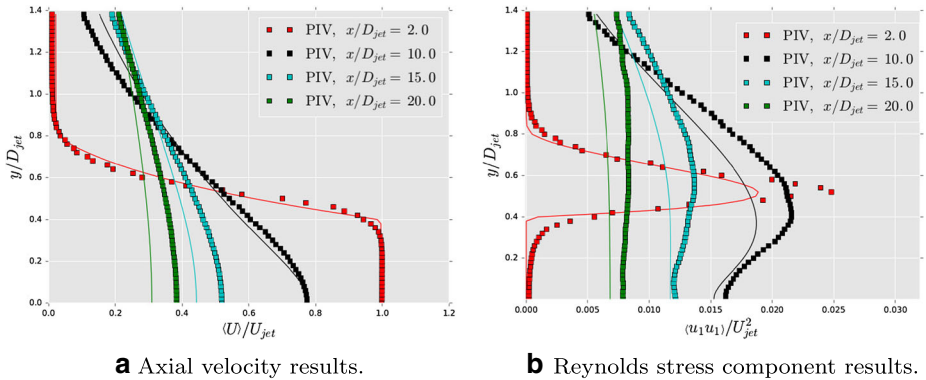 1.4
1.2
1.0
0.8
0.6
0.4
0.2
0.0
y/D_jet
PIV, x/D_jet = 2.0
PIV, x/D_jet = 10.0
PIV, x/D_jet = 15.0
PIV, x/D_jet = 20.0
0.0 0.2 0.4 0.6 0.8 1.0 1.2
⟨U⟩/U_jet
a Axial velocity results.
1.4
1.2
1.0
0.8
0.6
0.4
0.2
y/D_jet
PIV, x/D_jet = 2.0
PIV, x/D_jet = 10.0
PIV, x/D_jet = 15.0
PIV, x/D_jet = 20.0
0.000 0.005 0.010 0.015 0.020 0.025 0.030
⟨u₁u₁⟩/U²_jet
b Reynolds stress component results.